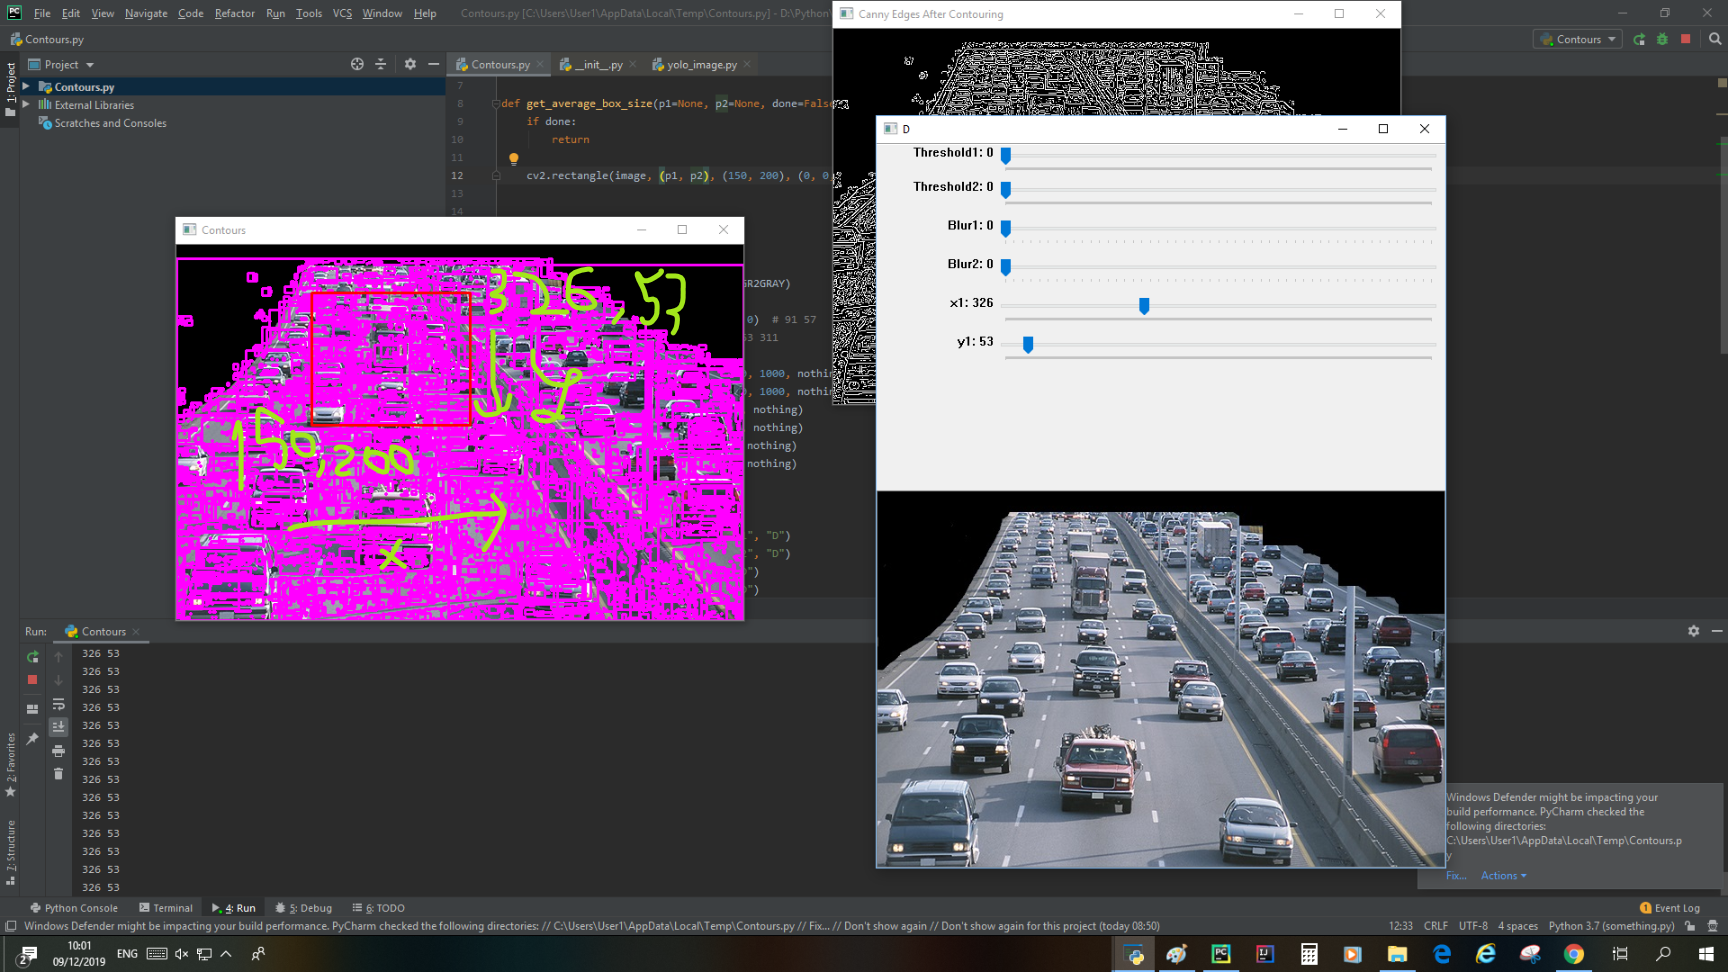 File Edit View Navigate Code Refactor Run Tools VCS Window Help
Contours.py [C:\Users\User1\AppData\Local\Temp\Contours.py] - D:\Python\
Contours.py
Contours
Project
Contours.py
External Libraries
Scratches and Consoles
1: Project
Contours.py
__init__.py
yolo_image.py
7
8 def get_average_box_size(p1=None, p2=None, done=False
9 if done:
10 return
11
12 cv2.rectangle(image, (p1, p2), (150, 200), (0, 0
13
14
GR2GRAY)
0) # 91 57
53 311
0, 1000, nothing
0, 1000, nothing
nothing)
nothing)
nothing)
nothing)
", "D")
", "D")
")
")
Canny Edges After Contouring
D
Threshold1: 0
Threshold2: 0
Blur1: 0
Blur2: 0
x1: 326
y1: 53
Contours
326, 53
y
150, 200
x
Run: Contours
326 53
326 53
326 53
326 53
326 53
326 53
326 53
326 53
326 53
326 53
326 53
326 53
326 53
326 53
2: Favorites
7: Structure
Windows Defender might be impacting your
build performance. PyCharm checked the
following directories:
C:\Users\User1\AppData\Local\Temp\Contours.p
y
Fix... Actions
Python Console Terminal 4: Run 5: Debug 6: TODO
1 Event Log
Windows Defender might be impacting your build performance. PyCharm checked the following directories: // C:\Users\User1\AppData\Local\Temp\Contours.py // Fix... // Don't show again // Don't show again for this project (today 08:50)
12:33 CRLF UTF-8 4 spaces Python 3.7 (something.py)
2
10:01
09/12/2019
ENG